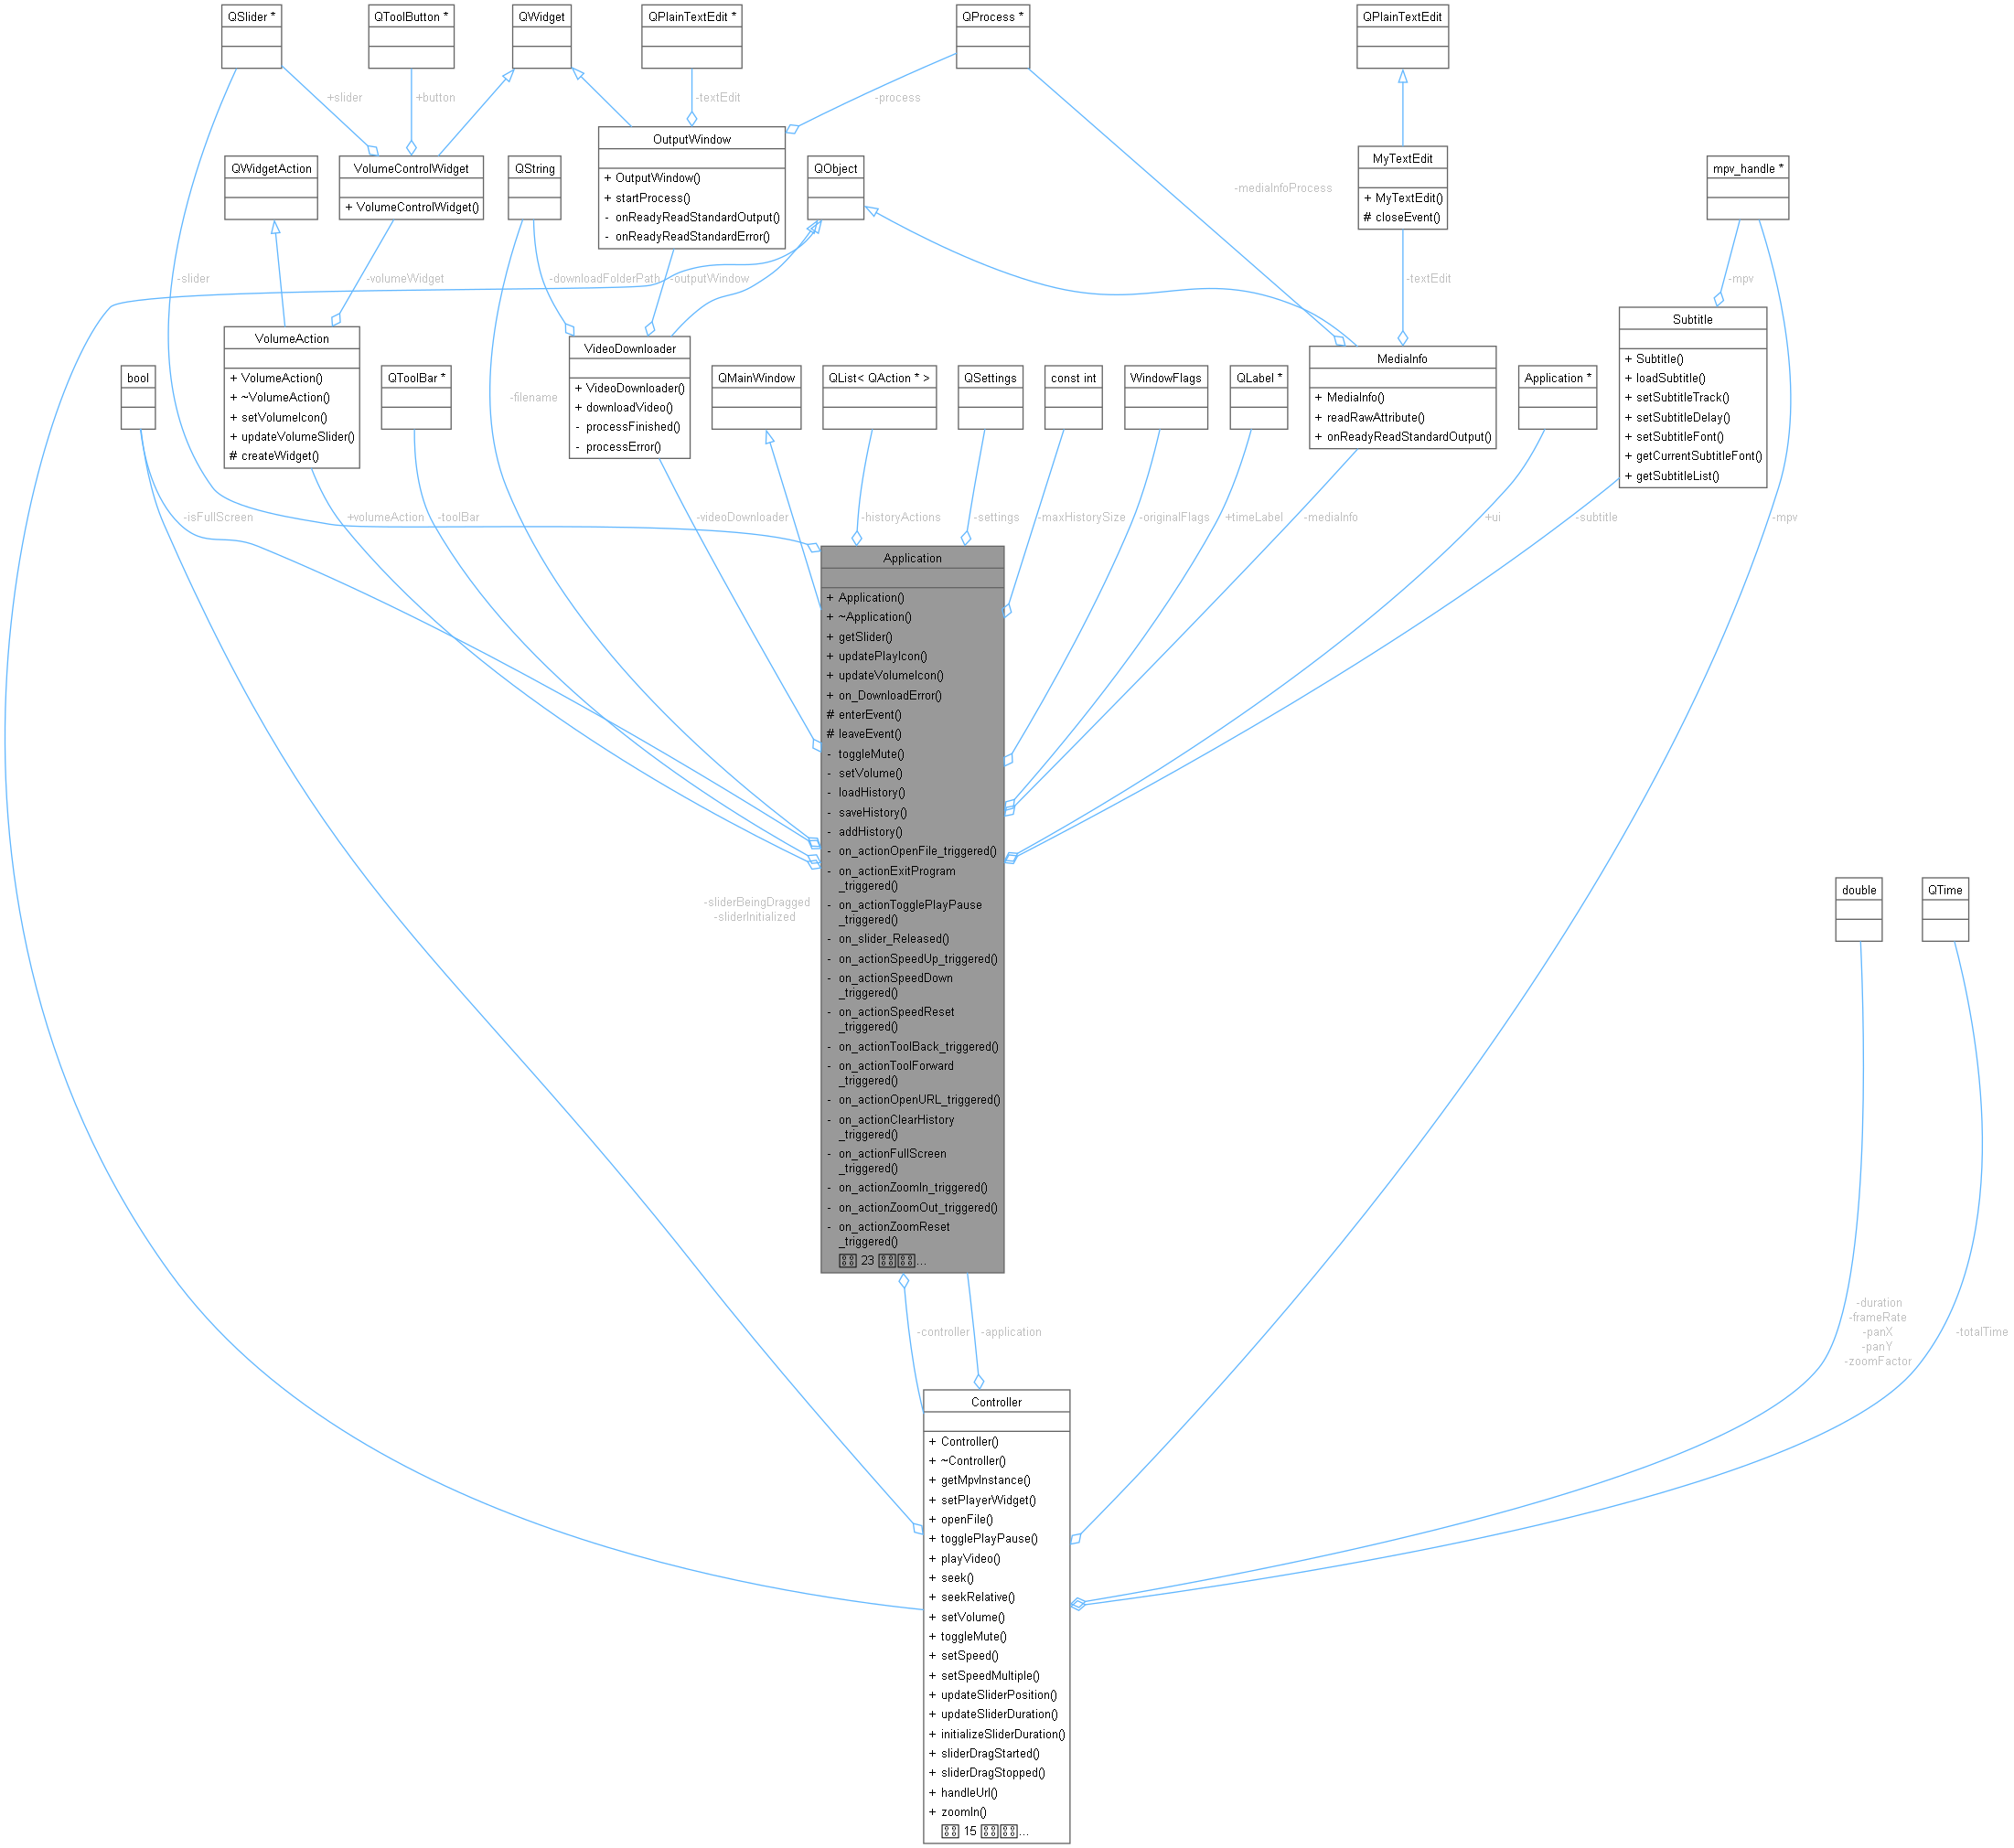 QSlider *
QToolButton *
QWidget
QPlainTextEdit *
QProcess *
QPlainTextEdit
+slider
+button
-textEdit
-process
OutputWindow
+ OutputWindow()
+ startProcess()
- onReadyReadStandardOutput()
- onReadyReadStandardError()
QWidgetAction
VolumeControlWidget
+ VolumeControlWidget()
QString
QObject
-mediaInfoProcess
MyTextEdit
+ MyTextEdit()
# closeEvent()
mpv_handle *
-slider
-volumeWidget
-downloadFolderPath
-outputWindow
-textEdit
-mpv
VolumeAction
+ VolumeAction()
+ ~VolumeAction()
+ setVolumeIcon()
+ updateVolumeSlider()
# createWidget()
VideoDownloader
+ VideoDownloader()
+ downloadVideo()
- processFinished()
- processError()
MediaInfo
+ MediaInfo()
+ readRawAttribute()
+ onReadyReadStandardOutput()
Subtitle
+ Subtitle()
+ loadSubtitle()
+ setSubtitleTrack()
+ setSubtitleDelay()
+ setSubtitleFont()
+ getCurrentSubtitleFont()
+ getSubtitleList()
bool
QToolBar *
-filename
QMainWindow
QList< QAction * >
QSettings
const int
WindowFlags
QLabel *
Application *
-isFullScreen
+volumeAction
-toolBar
-videoDownloader
-historyActions
-settings
-maxHistorySize
-originalFlags
+timeLabel
-mediaInfo
+ui
-subtitle
-mpv
Application
+ Application()
+ ~Application()
+ getSlider()
+ updatePlayIcon()
+ updateVolumeIcon()
+ on_DownloadError()
# enterEvent()
# leaveEvent()
- toggleMute()
- setVolume()
- loadHistory()
- saveHistory()
- addHistory()
- on_actionOpenFile_triggered()
- on_actionExitProgram
_triggered()
- on_actionTogglePlayPause
_triggered()
- on_slider_Released()
- on_actionSpeedUp_triggered()
- on_actionSpeedDown
_triggered()
- on_actionSpeedReset
_triggered()
- on_actionToolBack_triggered()
- on_actionToolForward
_triggered()
- on_actionOpenURL_triggered()
- on_actionClearHistory
_triggered()
- on_actionFullScreen
_triggered()
- on_actionZoomIn_triggered()
- on_actionZoomOut_triggered()
- on_actionZoomReset
_triggered()
23 ...
-sliderBeingDragged
-sliderInitialized
double
QTime
-controller
-application
-duration
-frameRate
-panX
-panY
-zoomFactor
-totalTime
Controller
+ Controller()
+ ~Controller()
+ getMpvInstance()
+ setPlayerWidget()
+ openFile()
+ togglePlayPause()
+ playVideo()
+ seek()
+ seekRelative()
+ setVolume()
+ toggleMute()
+ setSpeed()
+ setSpeedMultiple()
+ updateSliderPosition()
+ updateSliderDuration()
+ initializeSliderDuration()
+ sliderDragStarted()
+ sliderDragStopped()
+ handleUrl()
+ zoomIn()
15 ...